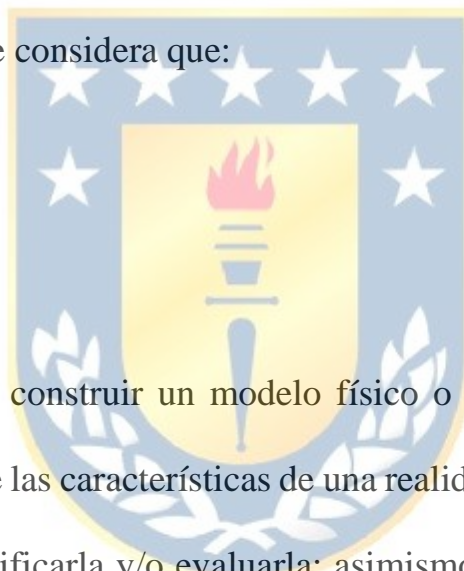 e considera que:
construir un modelo físico o
e las características de una realid
ificarla y/o evaluarla; asimismo